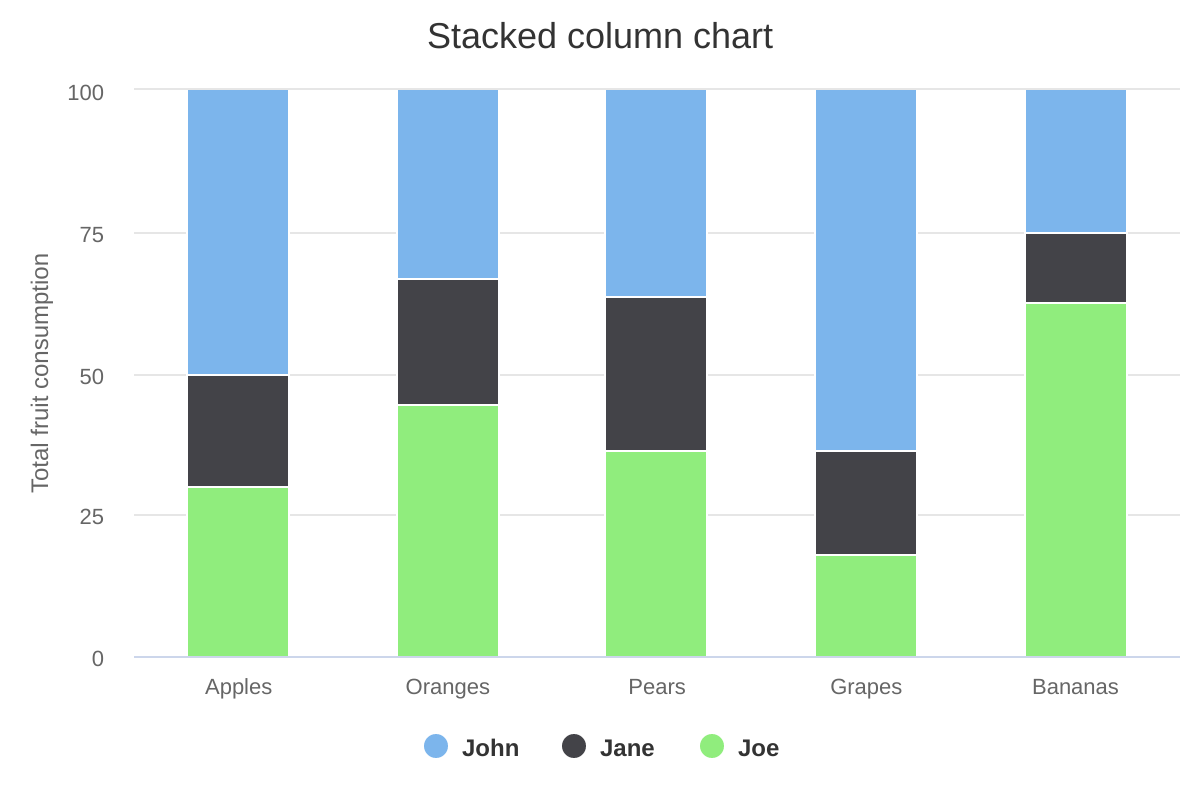 Stacked column chart
100
75
50
25
0
Total fruit consumption
Apples Oranges Pears Grapes Bananas
John Jane Joe